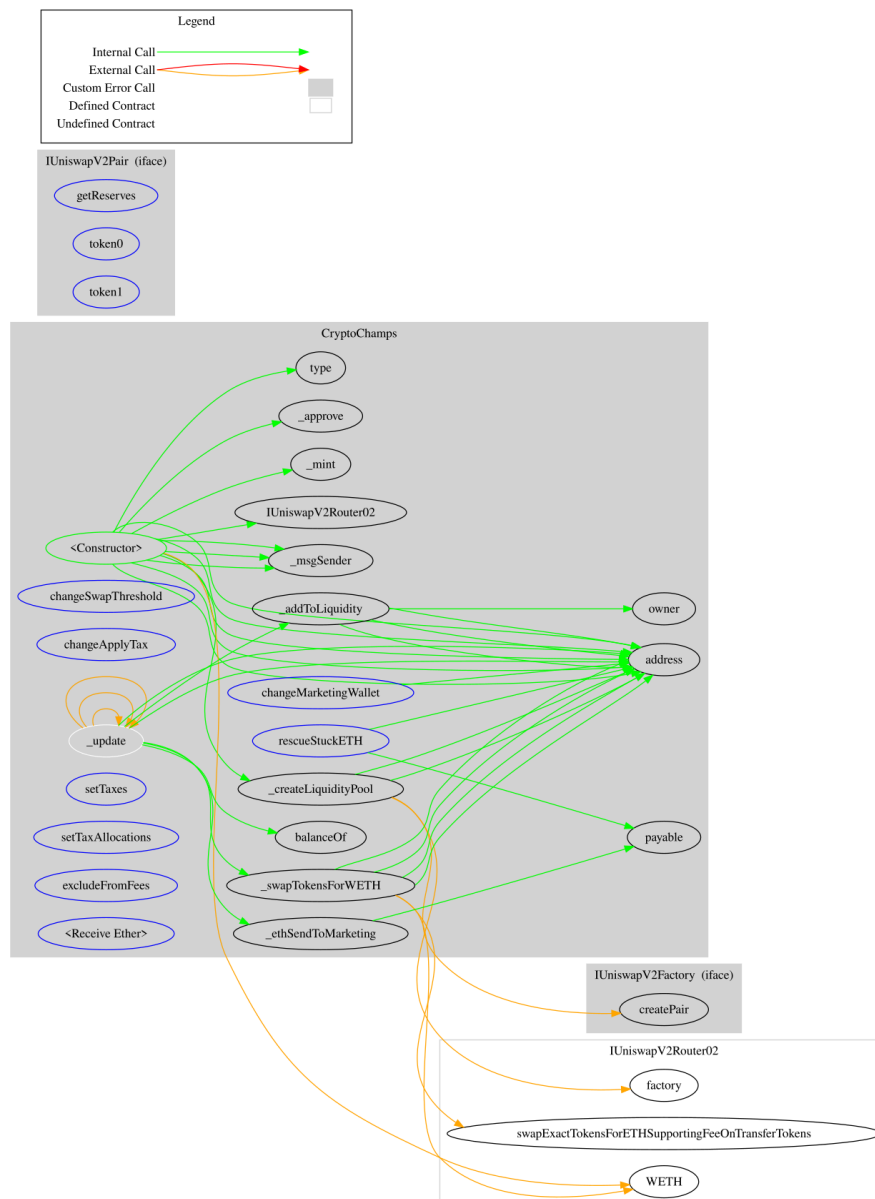 Legend
Internal Call
External Call
Custom Error Call
Defined Contract
Undefined Contract
IUniswapV2Pair  (iface)
getReserves
token0
token1
CryptoChamps
type
_approve
_mint
IUniswapV2Router02
<Constructor>
_msgSender
changeSwapThreshold
_addToLiquidity
owner
changeApplyTax
address
changeMarketingWallet
_update
rescueStuckETH
setTaxes
_createLiquidityPool
setTaxAllocations
balanceOf
payable
excludeFromFees
_swapTokensForWETH
<Receive Ether>
_ethSendToMarketing
IUniswapV2Factory  (iface)
createPair
IUniswapV2Router02
factory
swapExactTokensForETHSupportingFeeOnTransferTokens
WETH